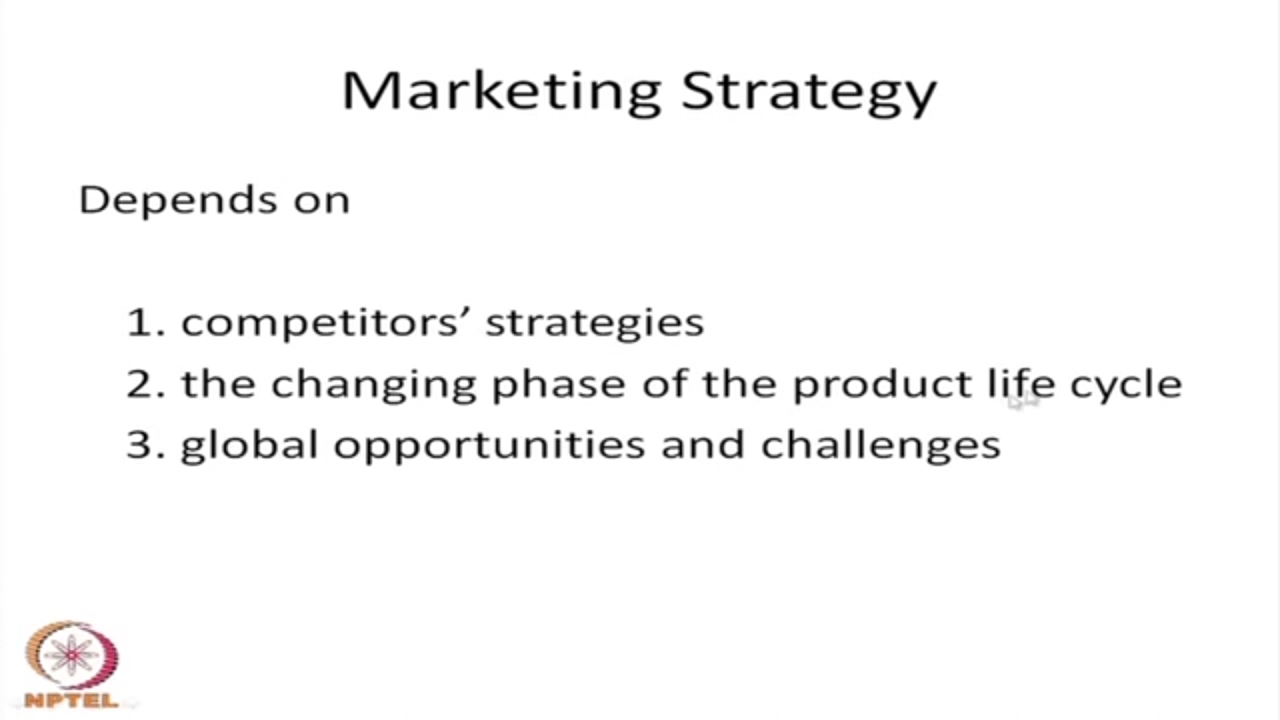 Marketing Strategy
Depends on
1. competitors’ strategies
2. the changing phase of the product life cycle
3. global opportunities and challenges
NPTEL